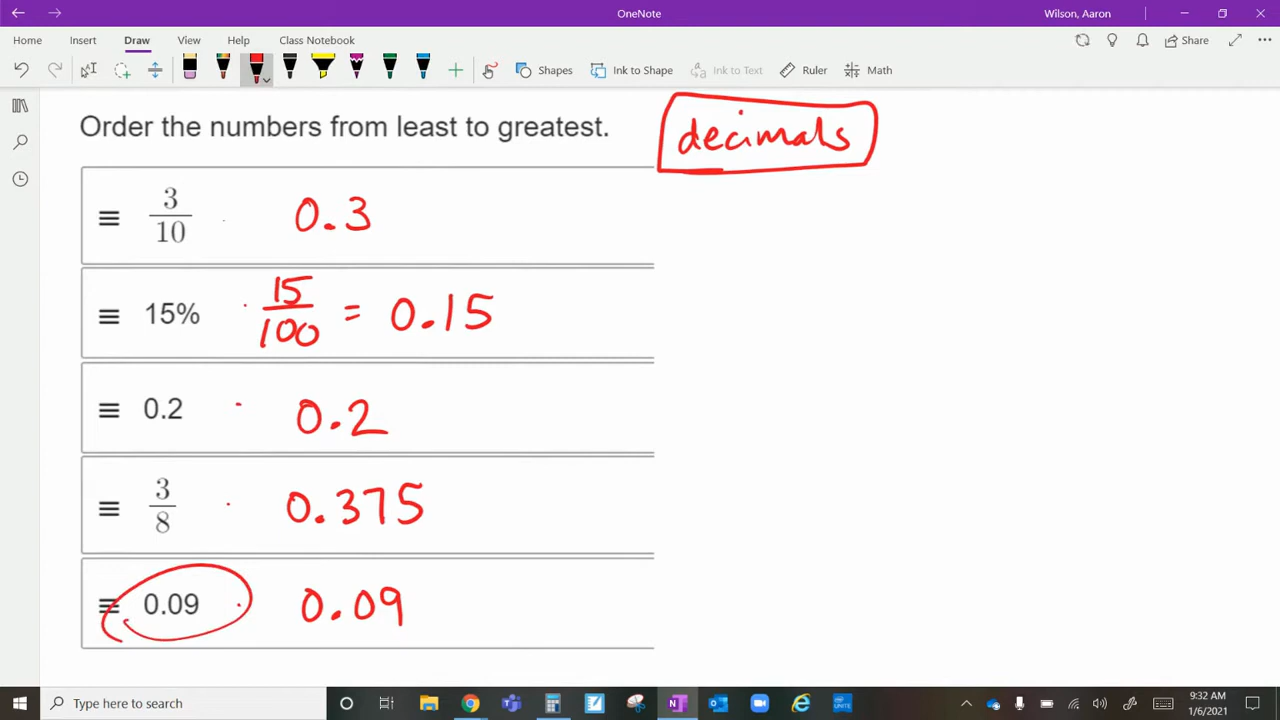 OneNote
Wilson, Aaron
Home Insert Draw View Help Class Notebook
Share
Shapes Ink to Shape Ink to Text Ruler Math
Order the numbers from least to greatest.
decimals
3/10 0.3
15% 15/100 = 0.15
0.2 0.2
3/8 0.375
0.09 0.09
Type here to search
9:32 AM
1/6/2021